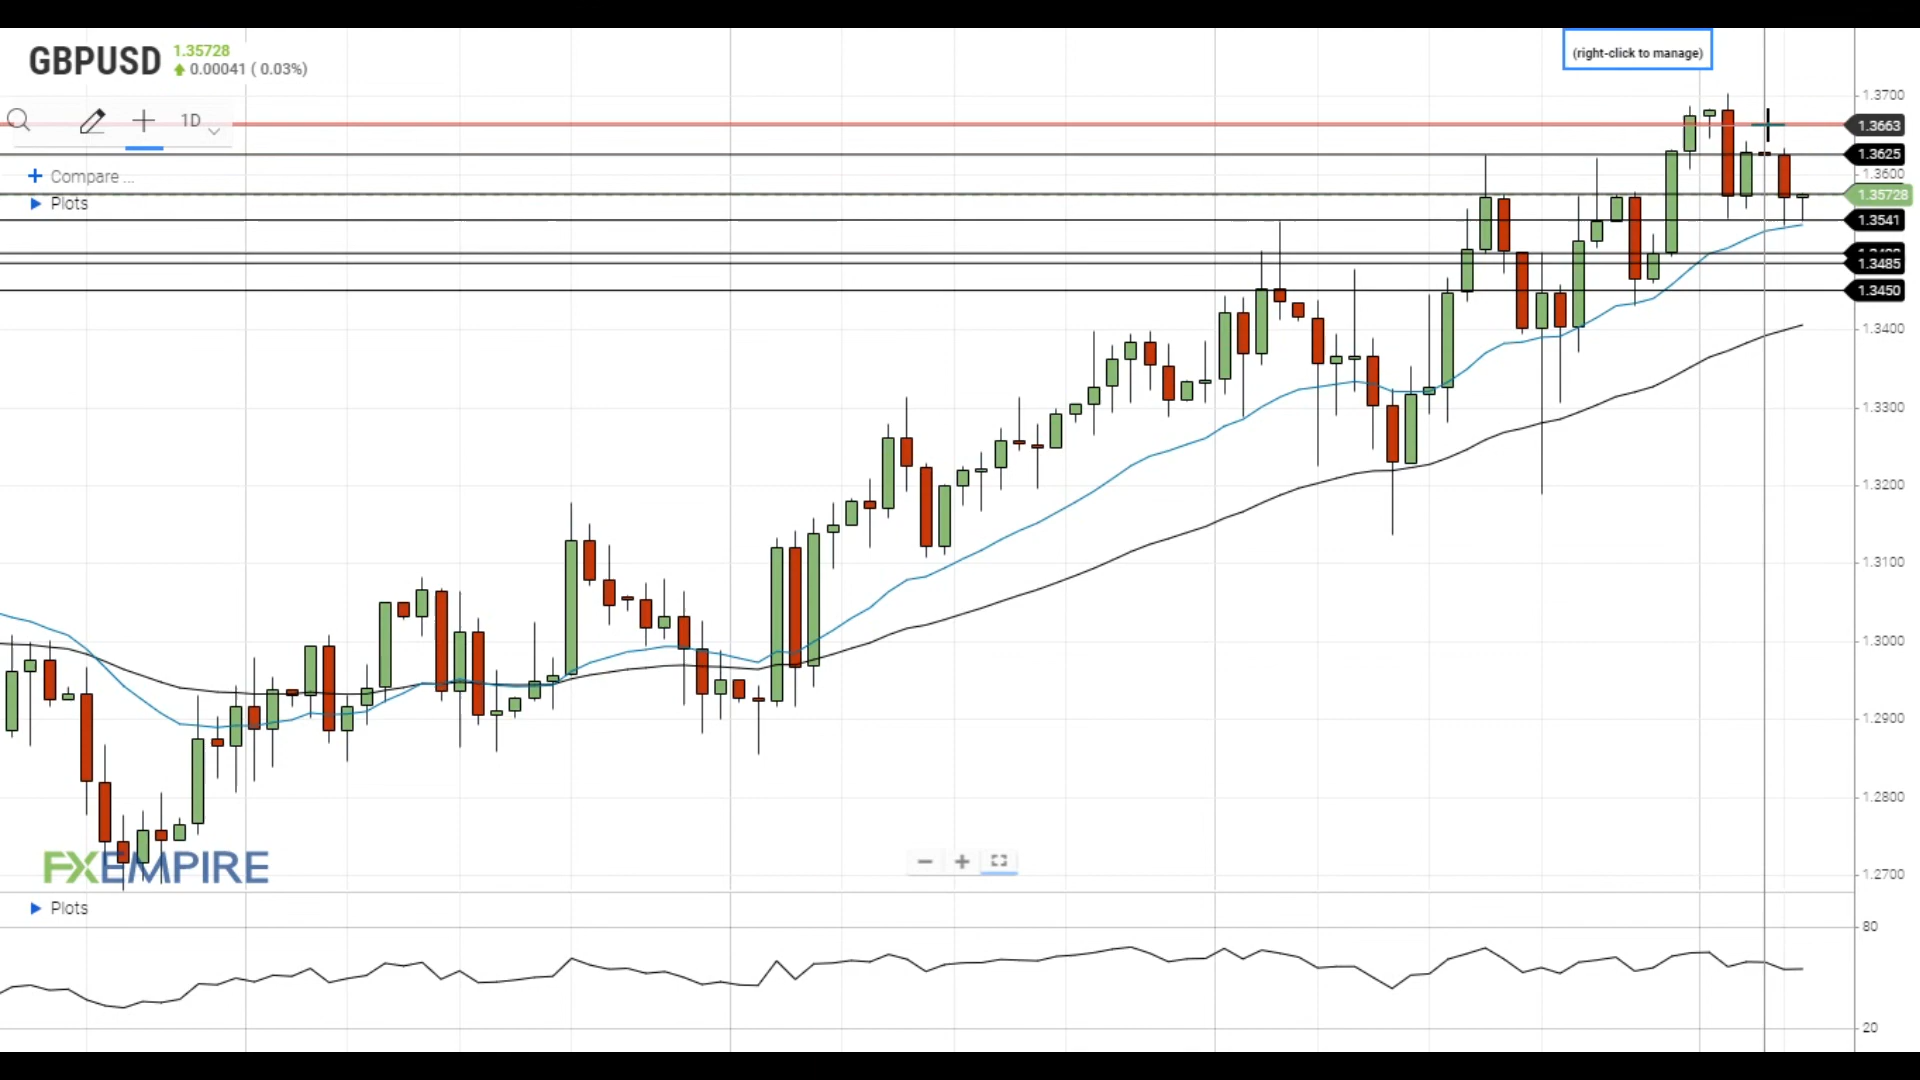 GBPUSD
1.35728
0.00041 ( 0.03%)
(right-click to manage)
1D
Compare ...
Plots
1.3700
1.3663
1.3625
1.3600
1.35728
1.3541
1.3485
1.3450
1.3400
1.3300
1.3200
1.3100
1.3000
1.2900
1.2800
1.2700
FXEMPIRE
Plots
80
20